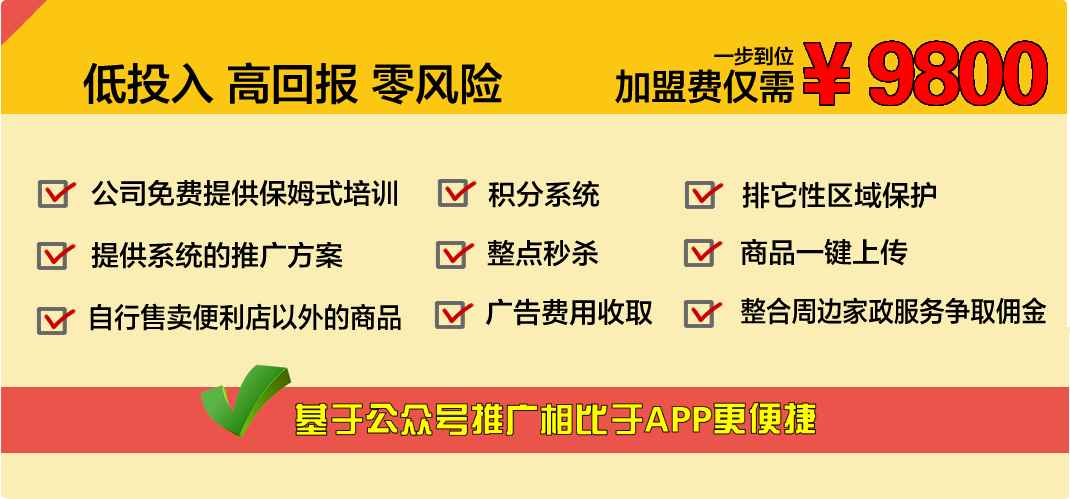 低投入 高回报 零风险
一步到位
加盟费仅需 ¥ 9800
公司免费提供保姆式培训
积分系统
排它性区域保护
提供系统的推广方案
整点秒杀
商品一键上传
自行售卖便利店以外的商品
广告费用收取
整合周边家政服务争取佣金
基于公众号推广相比于APP更便捷